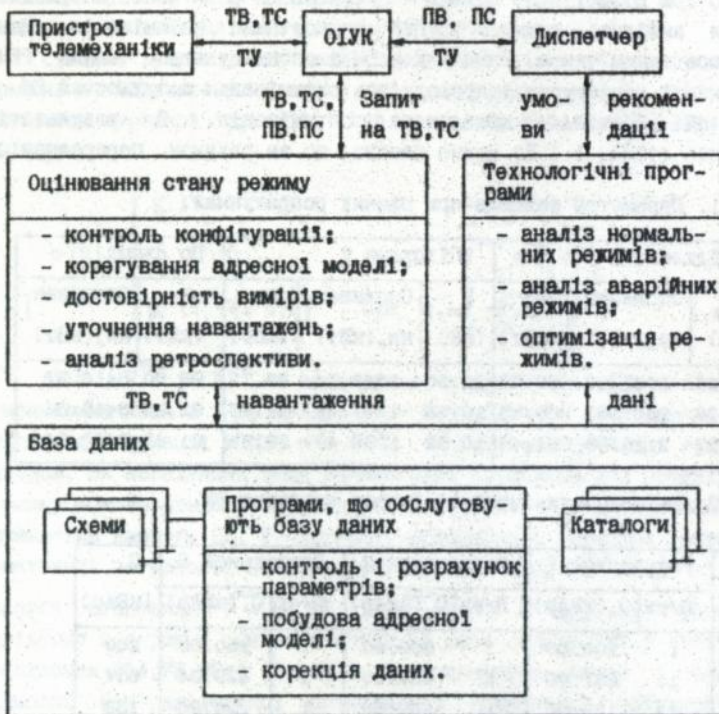 ТВ,ТС
ПВ, ПС
Пристрої телемеханіки
ОІУК
Диспетчер
ТУ
ТУ
ТВ,ТС, Запит
ПВ,ПС на ТВ,ТС
умо- рекомен-
ви дації
Оцінювання стану режиму
- контроль конфігурації;
- корегування адресної моделі;
- достовірність вимірів;
- уточнення навантажень;
- аналіз ретроспективи.
Технологічні прог-
рами
- аналіз нормаль-
них режимів;
- аналіз аварійних
режимів;
- оптимізація ре-
жимів.
ТВ,ТС навантаження
дані
База даних
Схеми
Програми, що обслугову-
ють базу даних
- контроль і розрахунок
параметрів;
- побудова адресної
моделі;
- корекція даних.
Каталоги